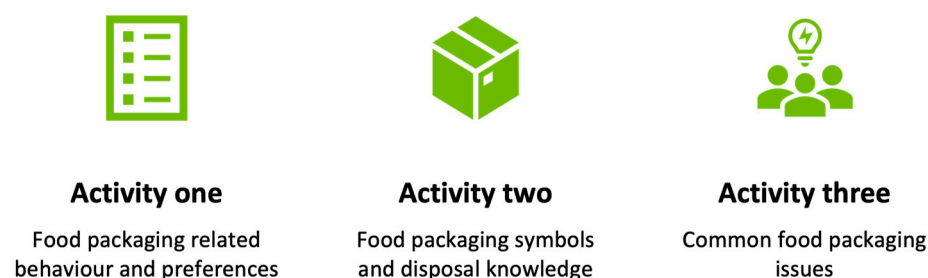 Activity one
Food packaging related
behaviour and preferences
Activity two
Food packaging symbols
and disposal knowledge
Activity three
Common food packaging
issues